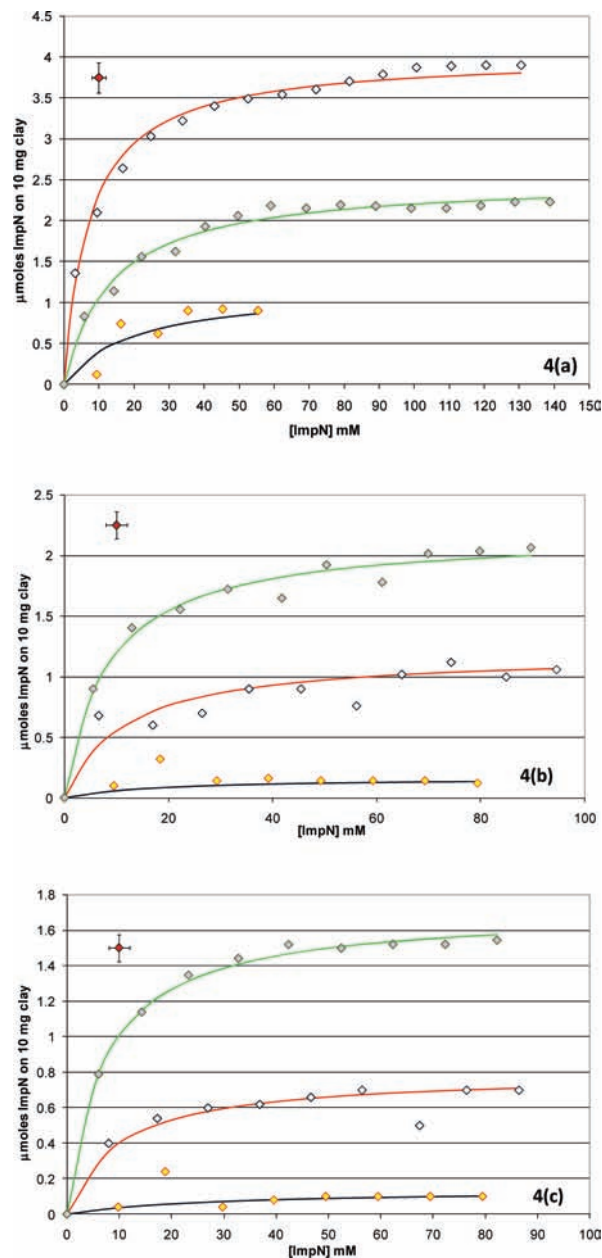 4.5
4
3.5
3
2.5
2
1.5
1
0.5
0
μmoles ImpN on 10 mg clay
4(a)
0 10 20 30 40 50 60 70 80 90 100 110 120 130 140 150
[ImpN] mM
2.5
2
1.5
1
0.5
0
μmoles ImpN on 10 mg clay
4(b)
0 20 40 60 80 100
[ImpN] mM
1.8
1.6
1.4
1.2
1
0.8
0.6
0.4
0.2
0
μmoles ImpN on 10 mg clay
4(c)
0 10 20 30 40 50 60 70 80 90 100
[ImpN] mM